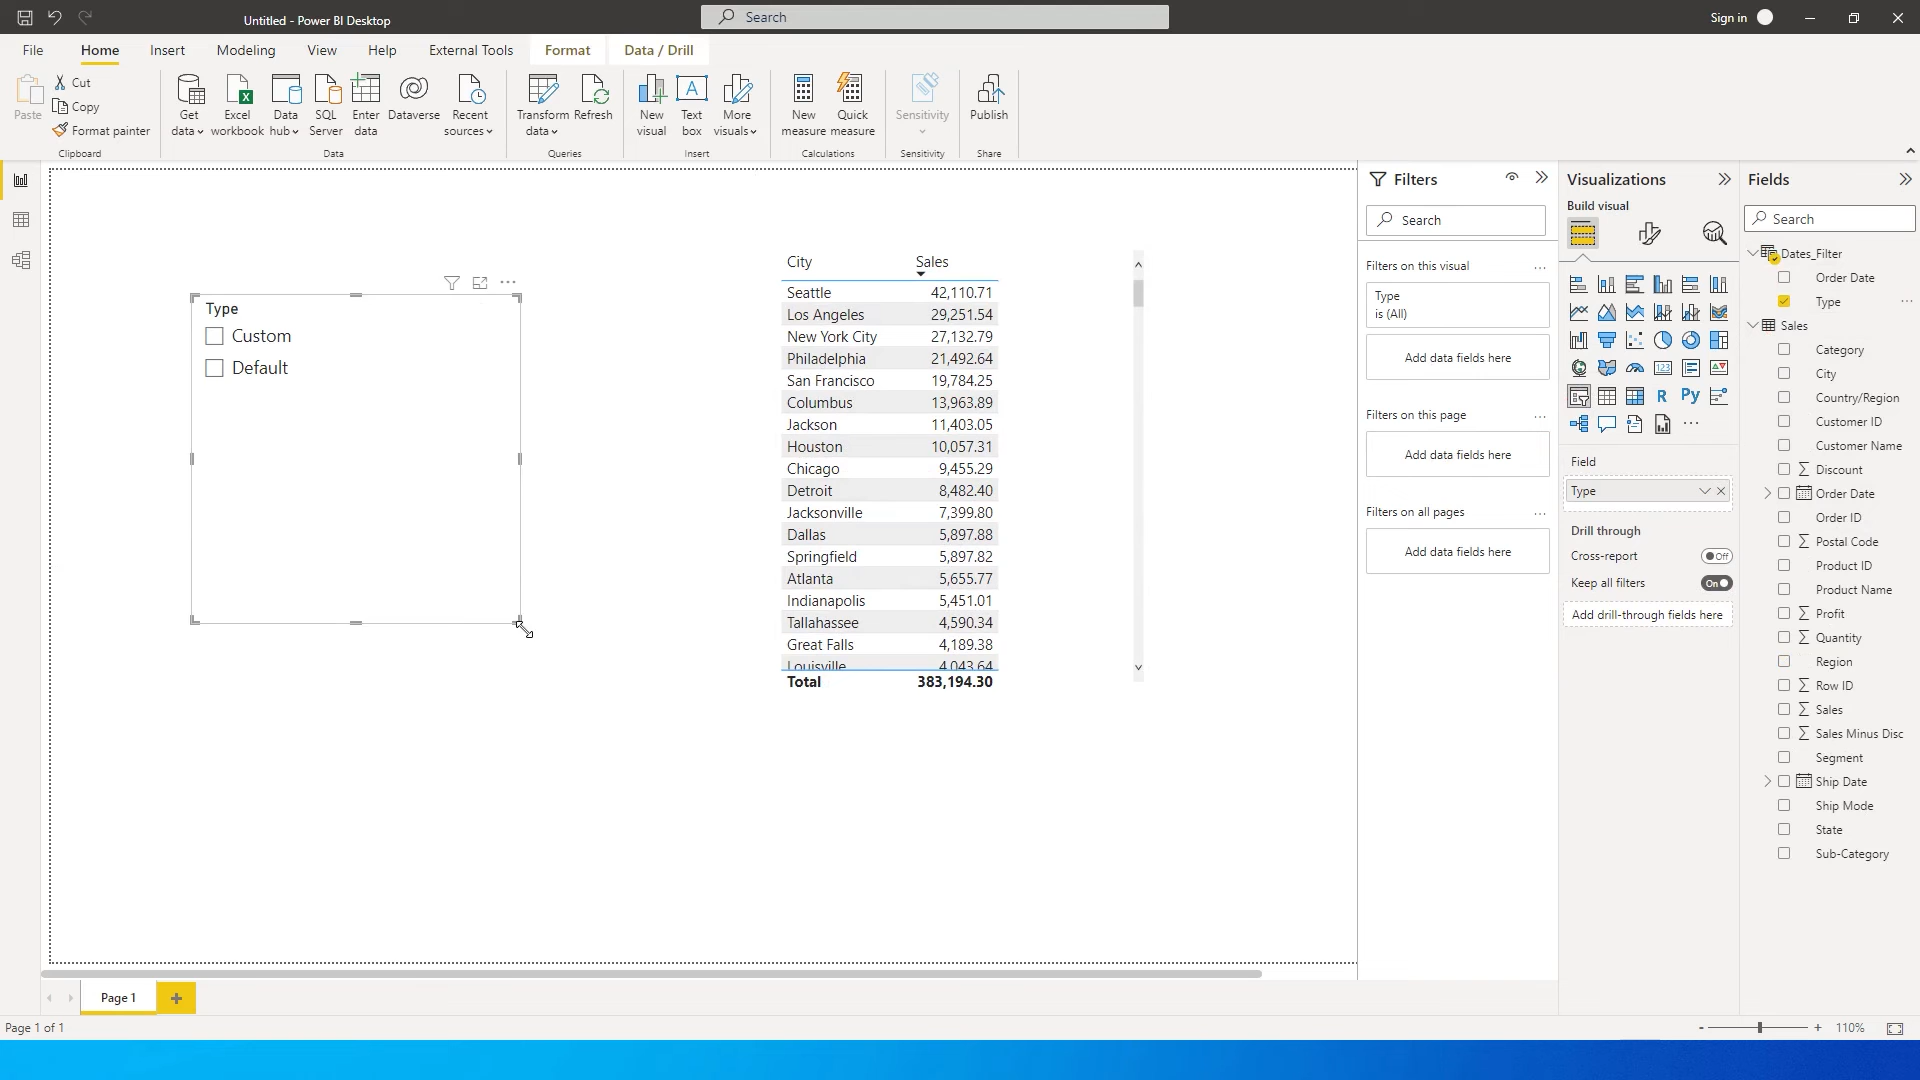 Untitled - Power BI Desktop
Search
Sign in
File Home Insert Modeling View Help External Tools Format Data / Drill
Paste
Cut
Copy
Format painter
Clipboard
Get data
Excel workbook
Data hub
SQL Server
Enter data
Dataverse
Recent sources
Data
Transform data
Refresh
Queries
New visual
A
Text box
More visuals
Insert
New measure
Quick measure
Calculations
Sensitivity
Sensitivity
Publish
Share
Type
Custom
Default
City Sales
Seattle 42,110.71
Los Angeles 29,251.54
New York City 27,132.79
Philadelphia 21,492.64
San Francisco 19,784.25
Columbus 13,963.89
Jackson 11,403.05
Houston 10,057.31
Chicago 9,455.29
Detroit 8,482.40
Jacksonville 7,399.80
Dallas 5,897.88
Springfield 5,897.82
Atlanta 5,655.77
Indianapolis 5,451.01
Tallahassee 4,590.34
Great Falls 4,189.38
Louisville 4,043.64
Total 383,194.30
Filters
Search
Filters on this visual
Type
is (All)
Add data fields here
Filters on this page
Add data fields here
Filters on all pages
Add data fields here
Visualizations
Build visual
123
R Py
Field
Type
Drill through
Cross-report Off
Keep all filters On
Add drill-through fields here
Fields
Search
Dates_Filter
Order Date
Type
Sales
Category
City
Country/Region
Customer ID
Customer Name
Discount
Order Date
Order ID
Postal Code
Product ID
Product Name
Profit
Quantity
Region
Row ID
Sales
Sales Minus Disc
Segment
Ship Date
Ship Mode
State
Sub-Category
Page 1
Page 1 of 1
- + 110%